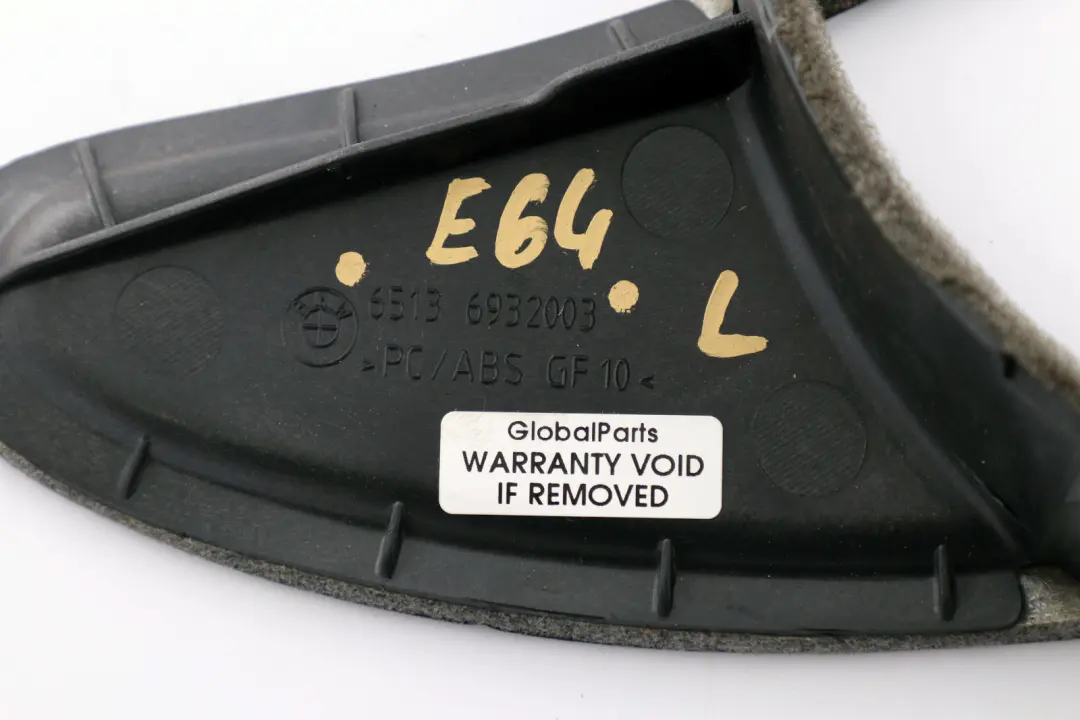 E64
6513 6932003
L
>PC/ABS GF10<
GlobalParts
WARRANTY VOID
IF REMOVED